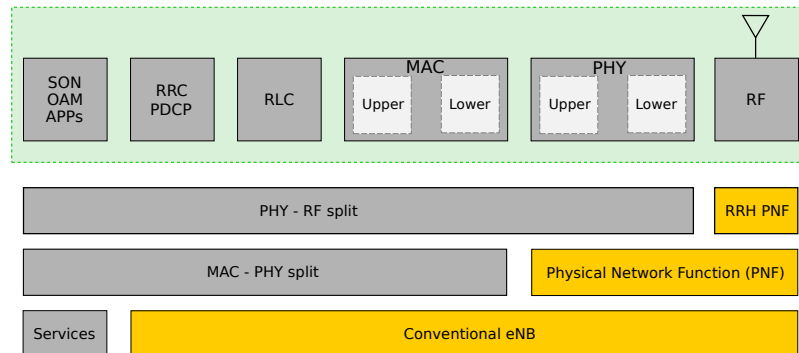 SON
OAM
APPs
RRC
PDCP
RLC
MAC
Upper
Lower
PHY
Upper
Lower
RF
PHY - RF split
RRH PNF
MAC - PHY split
Physical Network Function (PNF)
Services
Conventional eNB